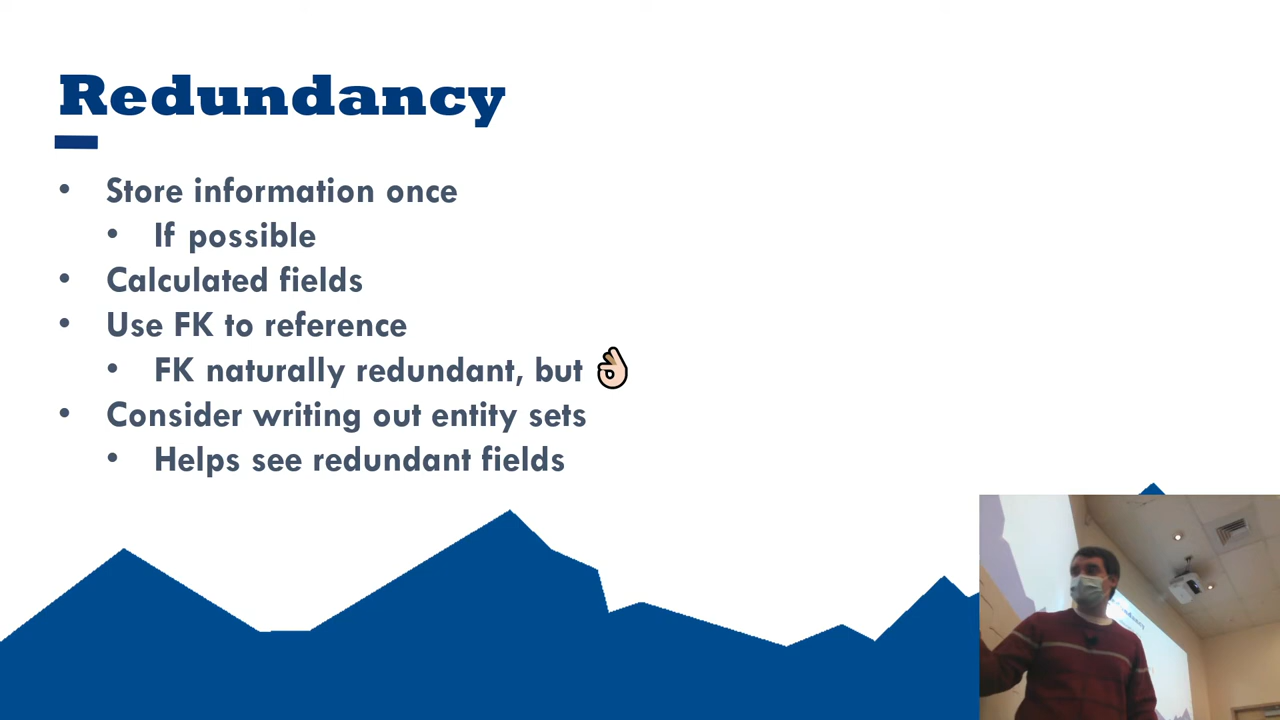 Redundancy
• Store information once
• If possible
• Calculated fields
• Use FK to reference
• FK naturally redundant, but 👌🏻
• Consider writing out entity sets
• Helps see redundant fields